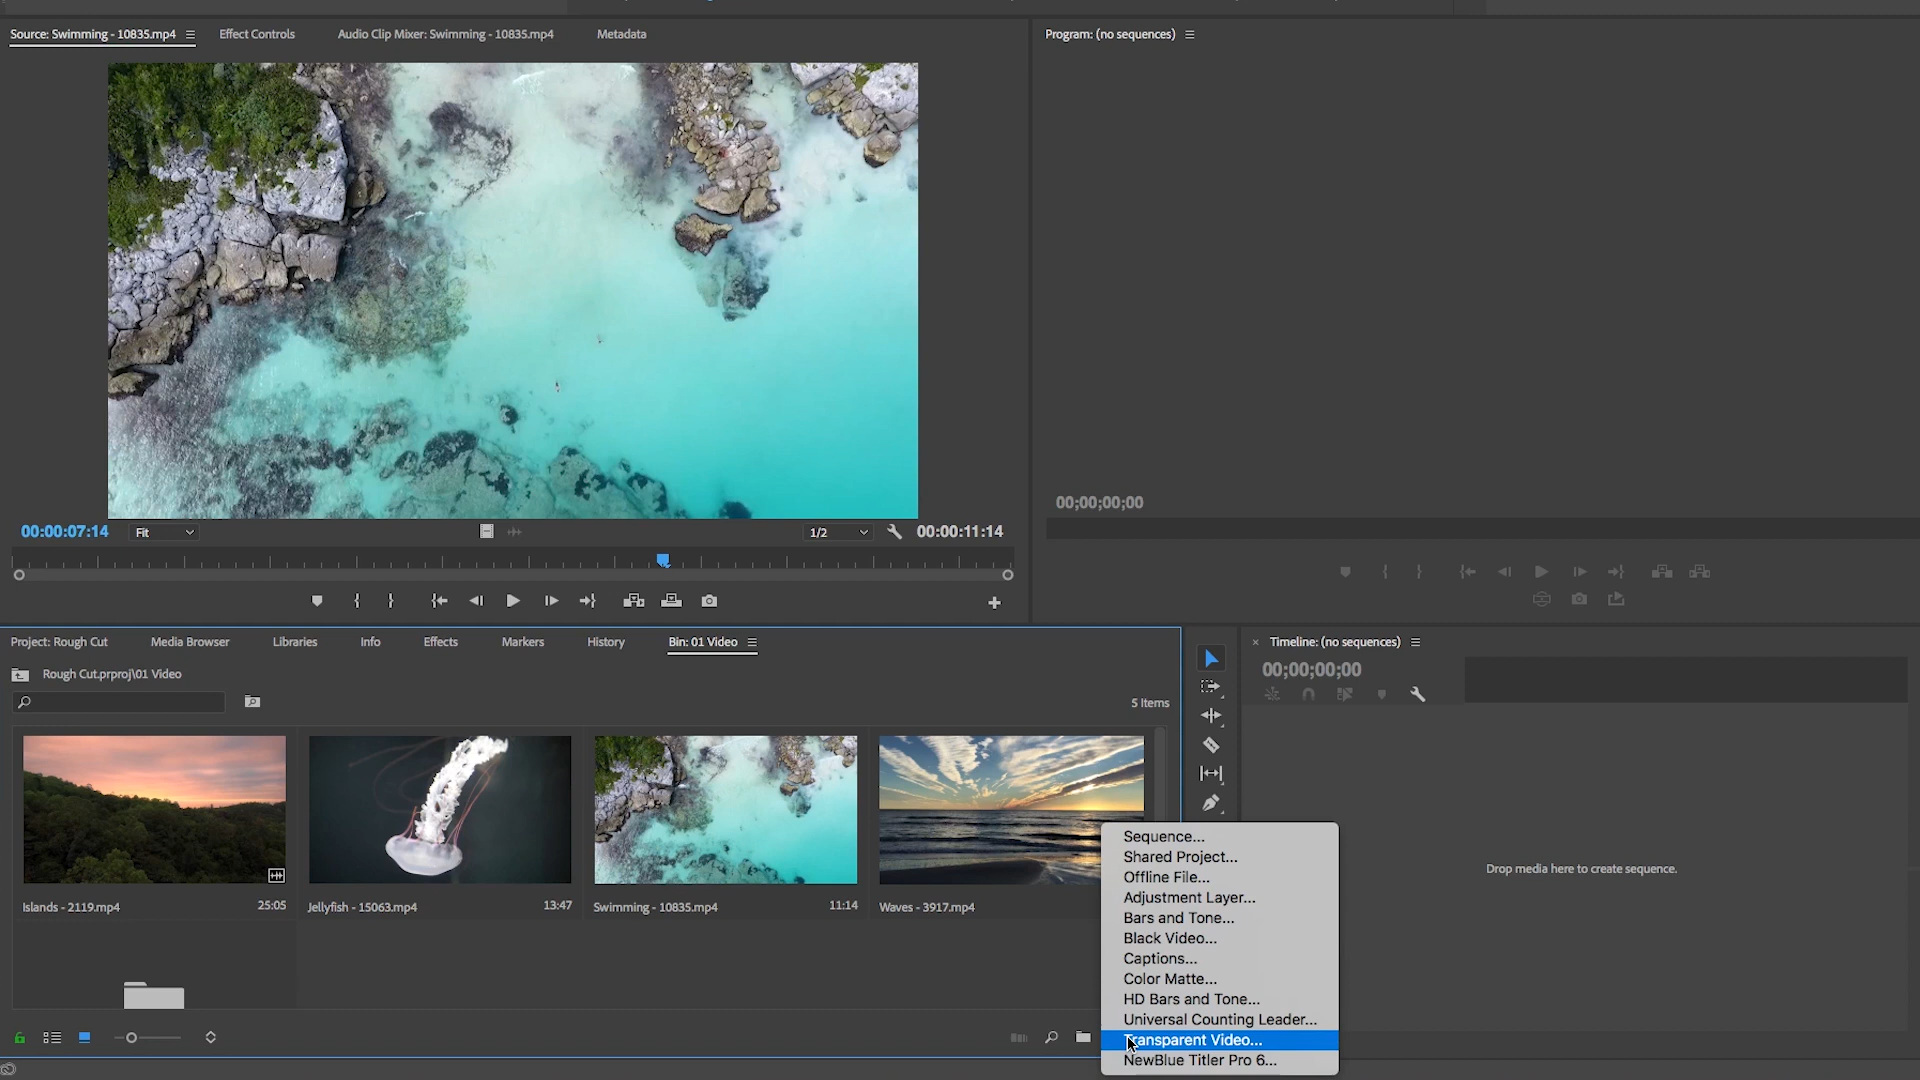 Source: Swimming - 10835.mp4
Effect Controls
Audio Clip Mixer: Swimming - 10835.mp4
Metadata
Program: (no sequences)
00;00;00;00
00:00:07:14
Fit
1/2
00:00:11:14
Project: Rough Cut
Media Browser
Libraries
Info
Effects
Markers
History
Bin: 01 Video
Rough Cut.prproj\01 Video
5 Items
Islands - 2119.mp4
25:05
Jellyfish - 15063.mp4
13:47
Swimming - 10835.mp4
11:14
Waves - 3917.mp4
Timeline: (no sequences)
00;00;00;00
Drop media here to create sequence.
Sequence...
Shared Project...
Offline File...
Adjustment Layer...
Bars and Tone...
Black Video...
Captions...
Color Matte...
HD Bars and Tone...
Universal Counting Leader...
Transparent Video...
NewBlue Titler Pro 6...